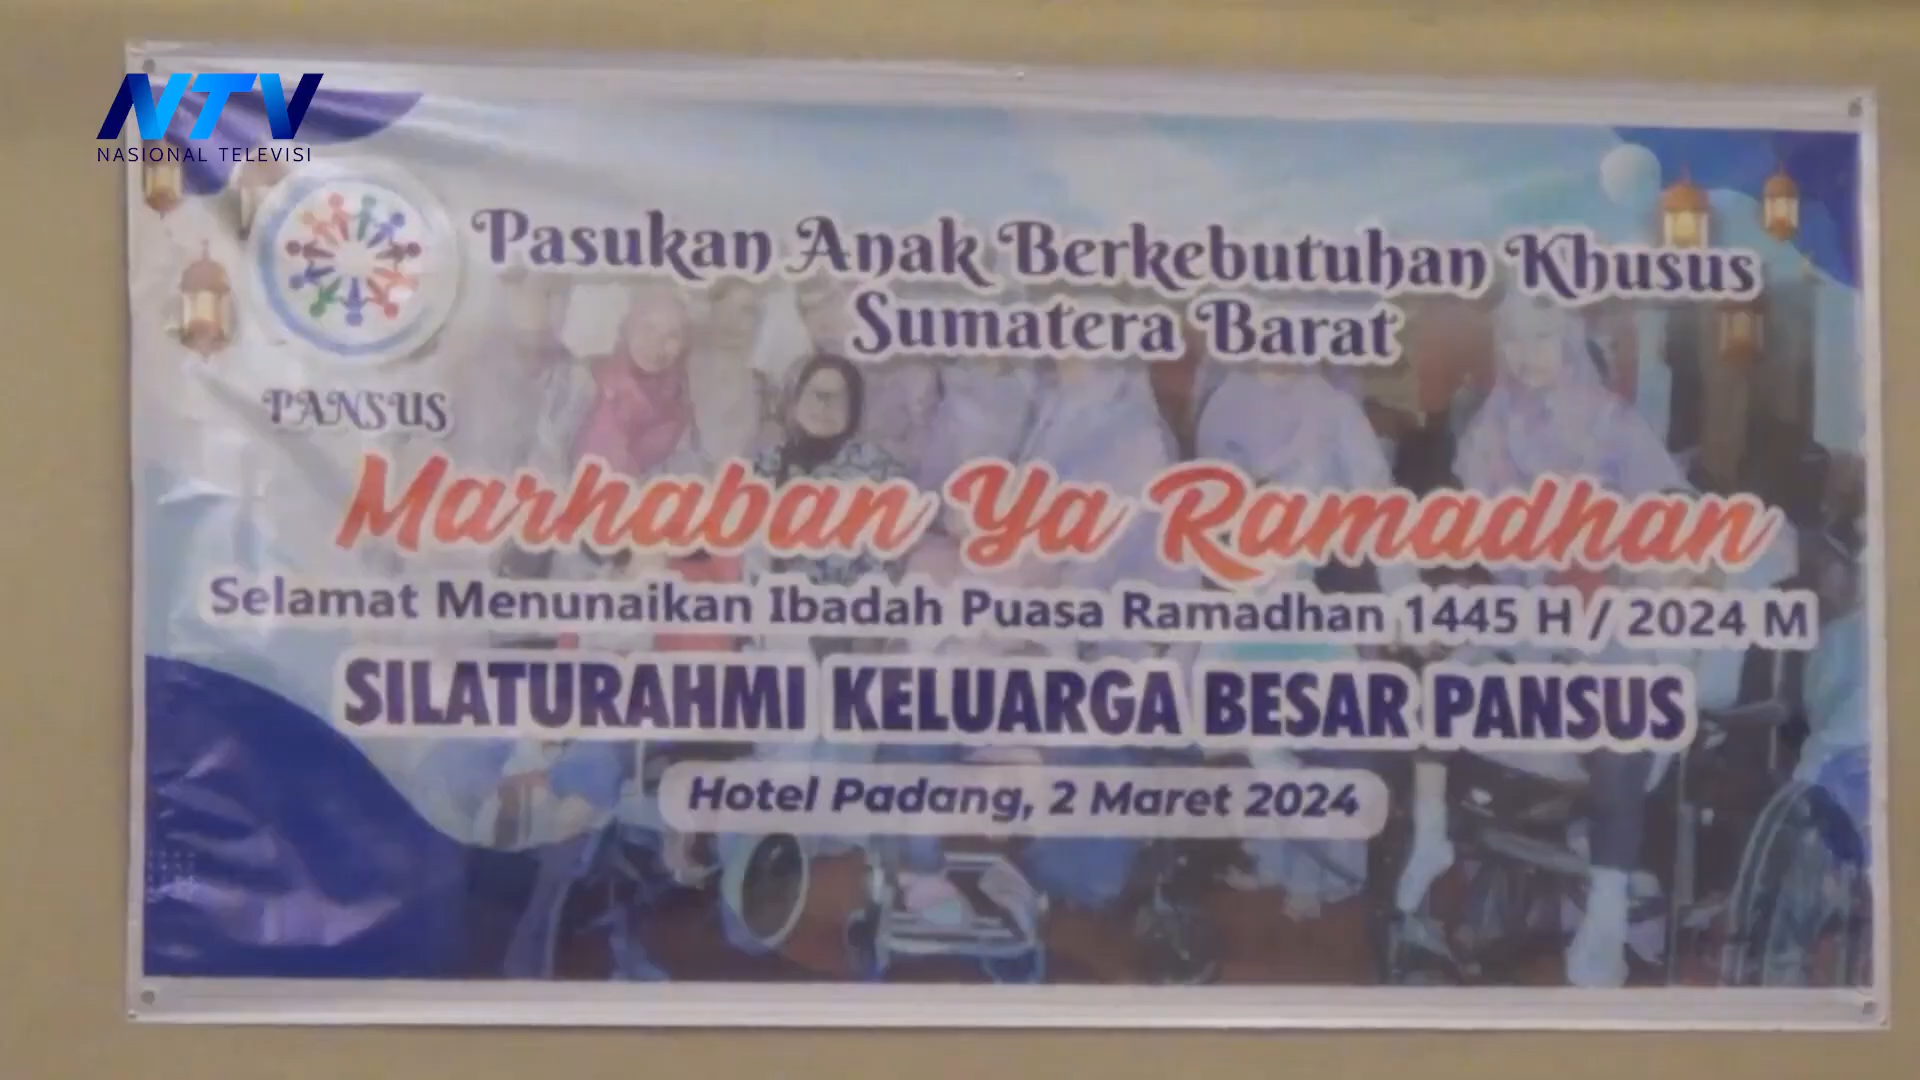 NTV
NASIONAL TELEVISI
Pasukan Anak Berkebutuhan Khusus
Sumatera Barat
PANSUS
Marhaban Ya Ramadhan
Selamat Menunaikan Ibadah Puasa Ramadhan 1445 H / 2024 M
SILATURAHMI KELUARGA BESAR PANSUS
Hotel Padang, 2 Maret 2024